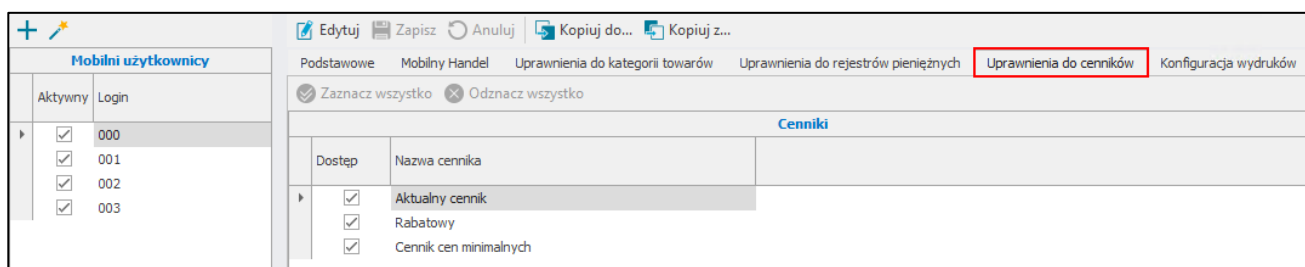 Edytuj Zapisz Anuluj Kopiuj do... Kopiuj z...
Mobilni użytkownicy
Podstawowe Mobilny Handel Uprawnienia do kategorii towarów Uprawnienia do rejestrów pieniężnych Uprawnienia do cenników Konfiguracja wydruków
Aktywny Login
Zaznacz wszystko Odznacz wszystko
000
001
002
003
Cenniki
Dostęp Nazwa cennika
Aktualny cennik
Rabatowy
Cennik cen minimalnych